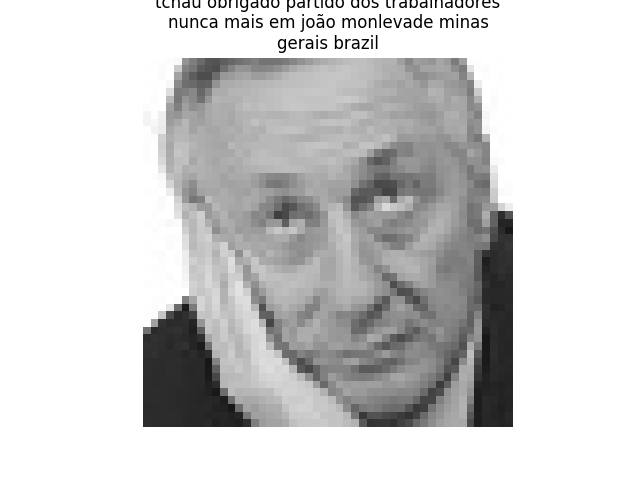 tchau obrigado partido dos trabalhadores
nunca mais em joão monlevade minas
gerais brazil